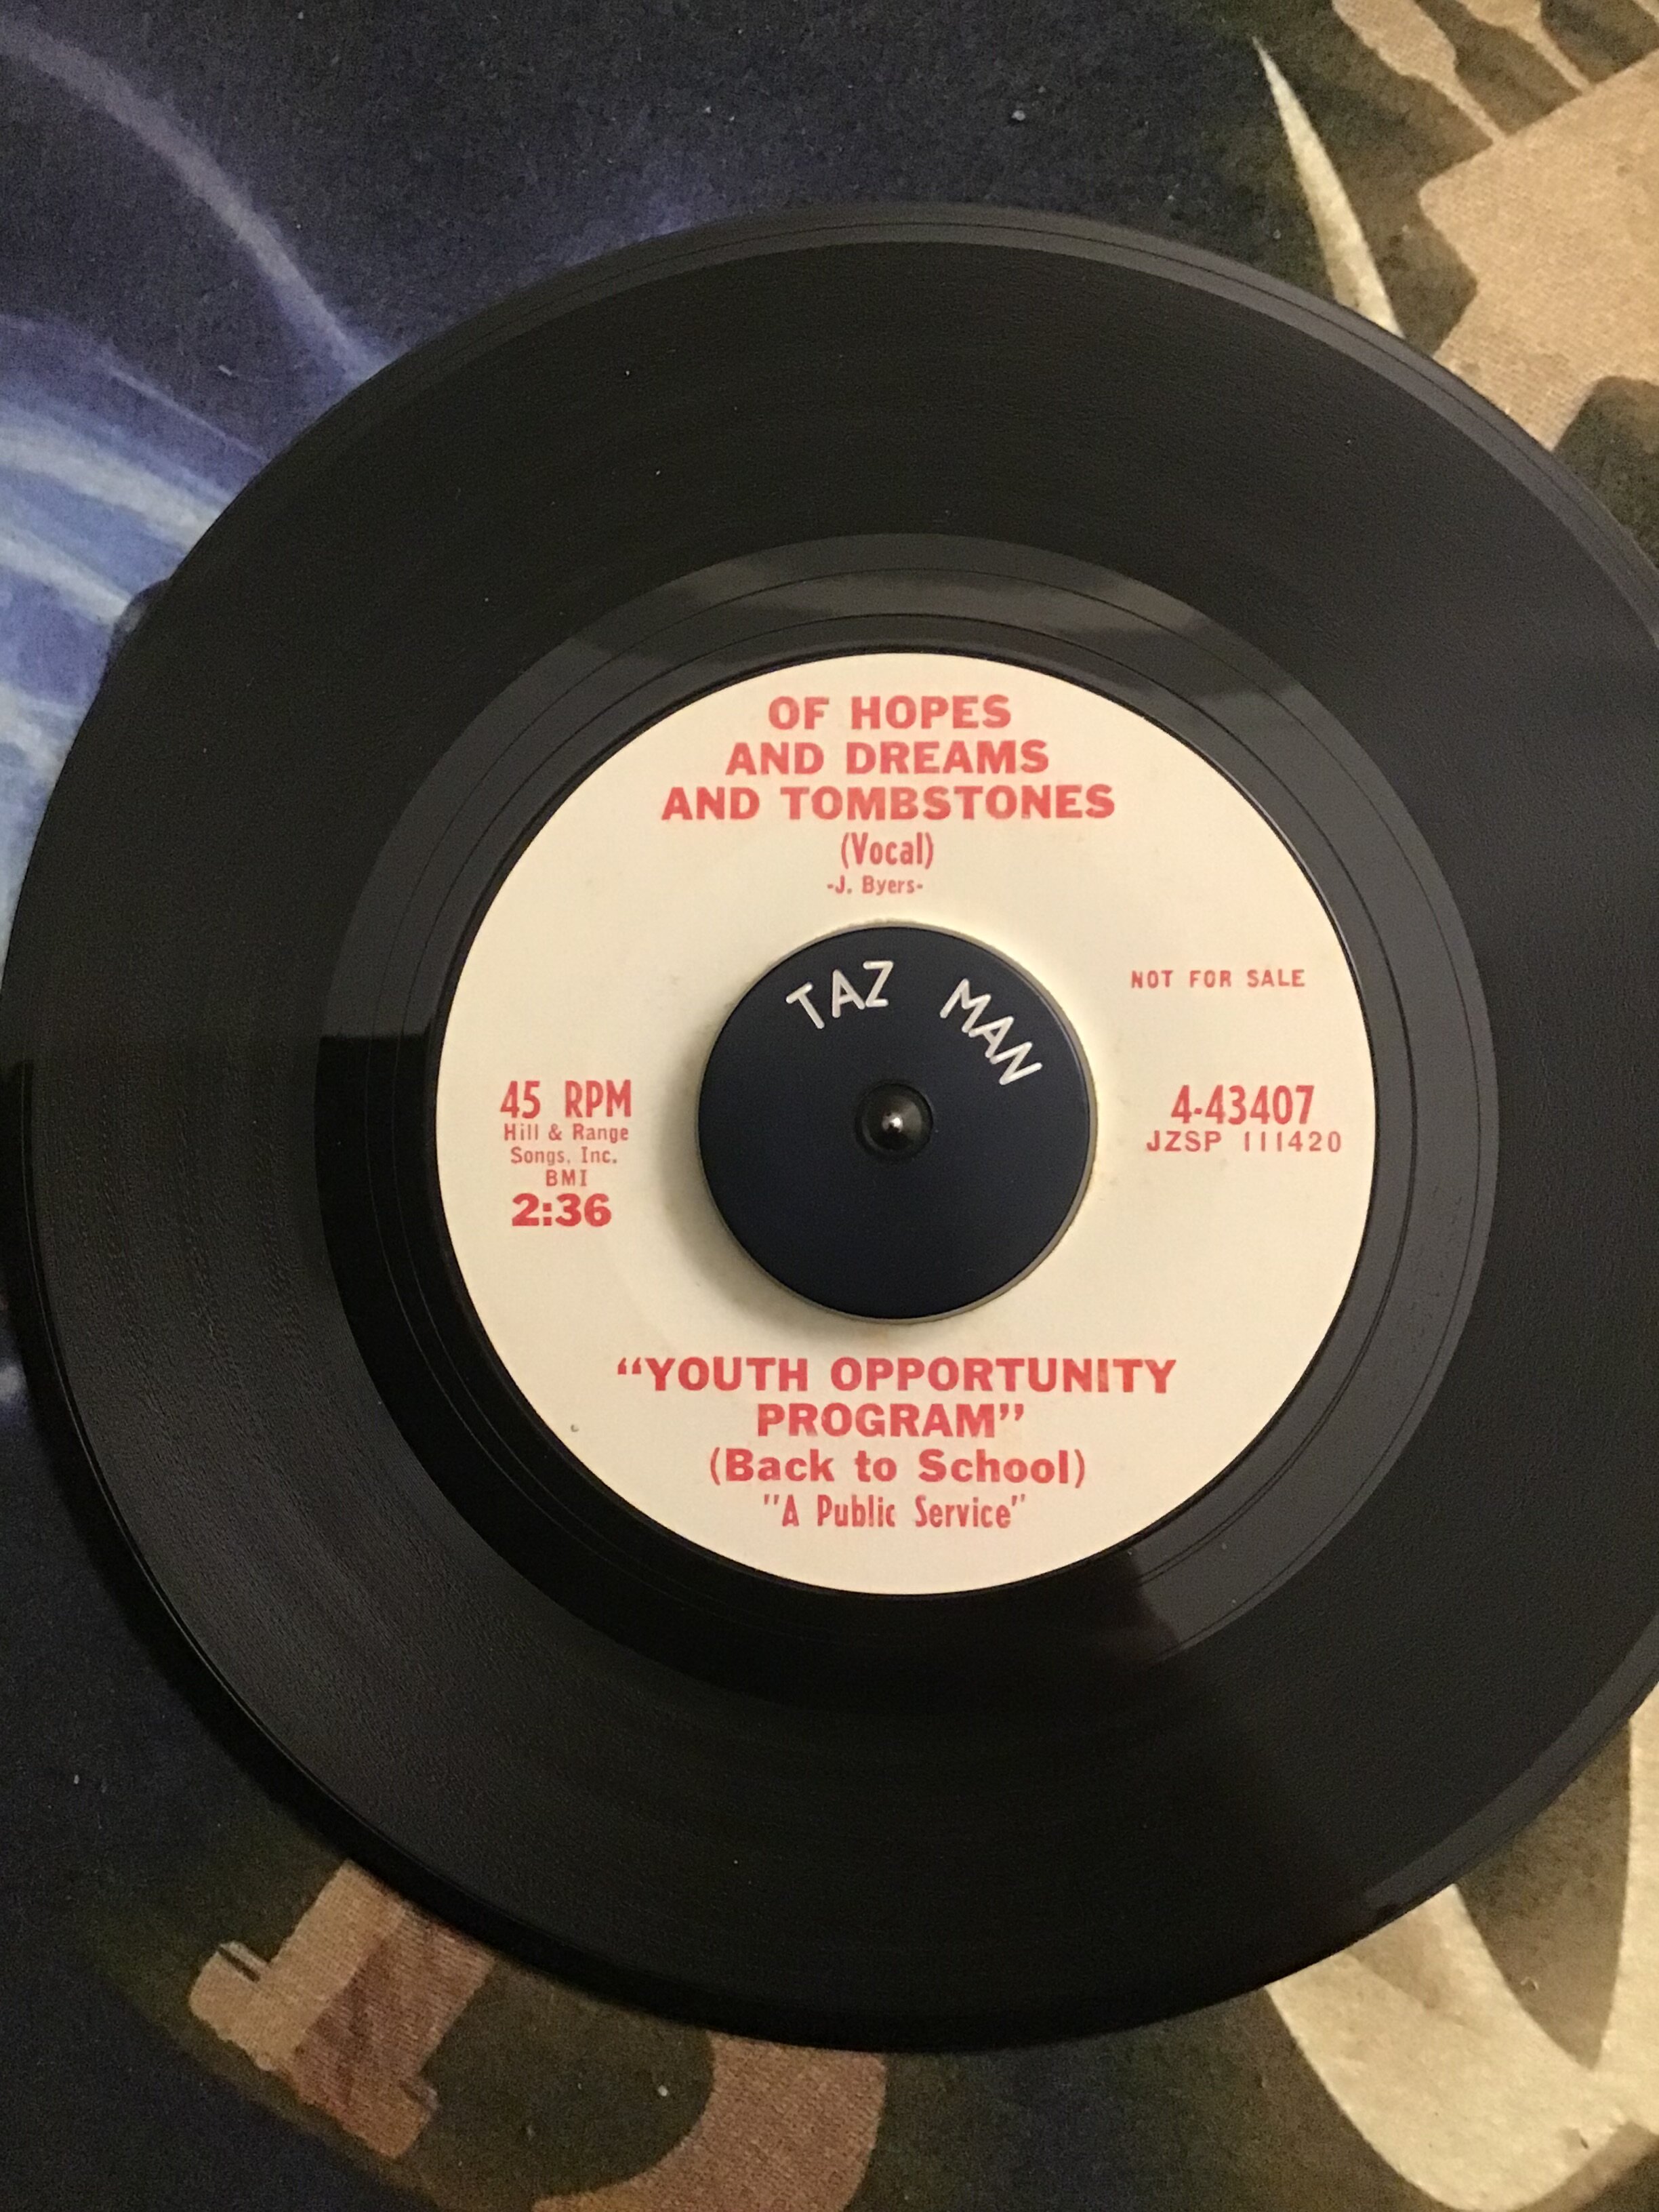 OF HOPES
AND DREAMS
AND TOMBSTONES
(Vocal)
-J. Byers-
TAZ MAN
NOT FOR SALE
45 RPM
Hill & Range
Songs, Inc.
BMI
2:36
4-43407
JZSP 111420
“YOUTH OPPORTUNITY
PROGRAM”
(Back to School)
"A Public Service"